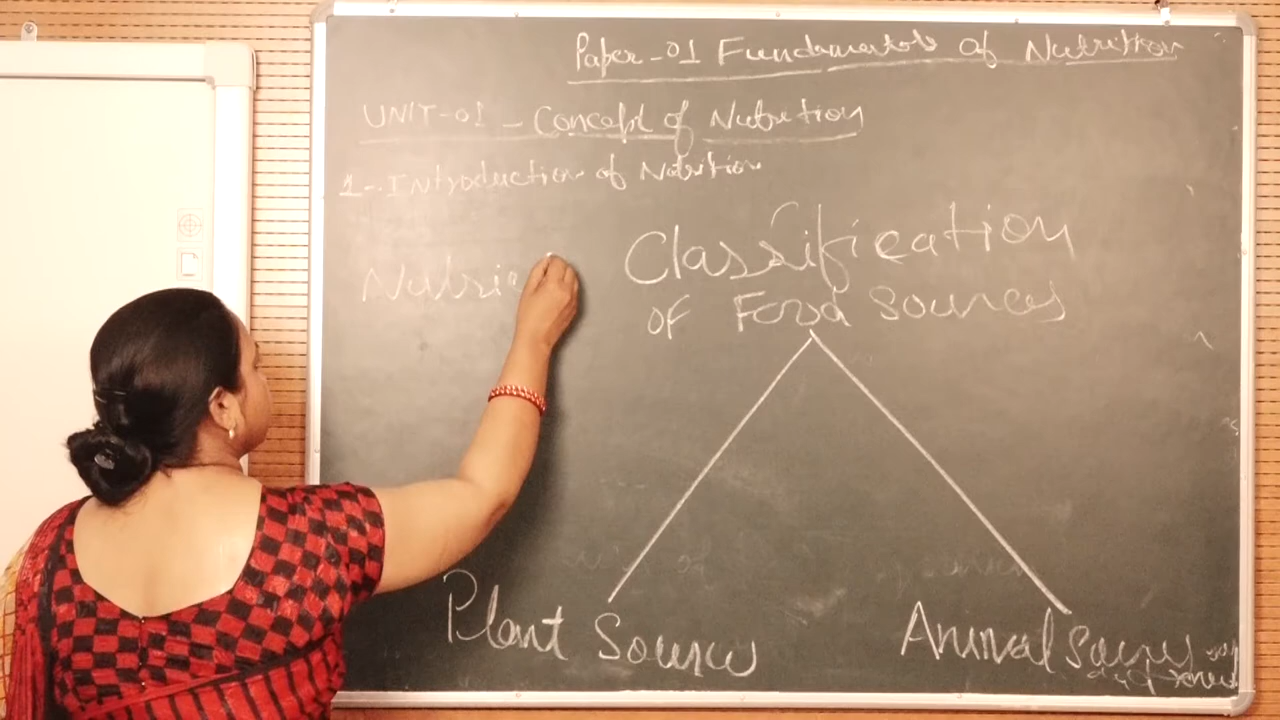 Paper-01 Fundamentals of Nutrition
UNIT-01 - Concept of Nutrition
1-. Introduction of Nutrition
Classification
of Food Sources
Nutrie
Plant Sources
Animal Sources